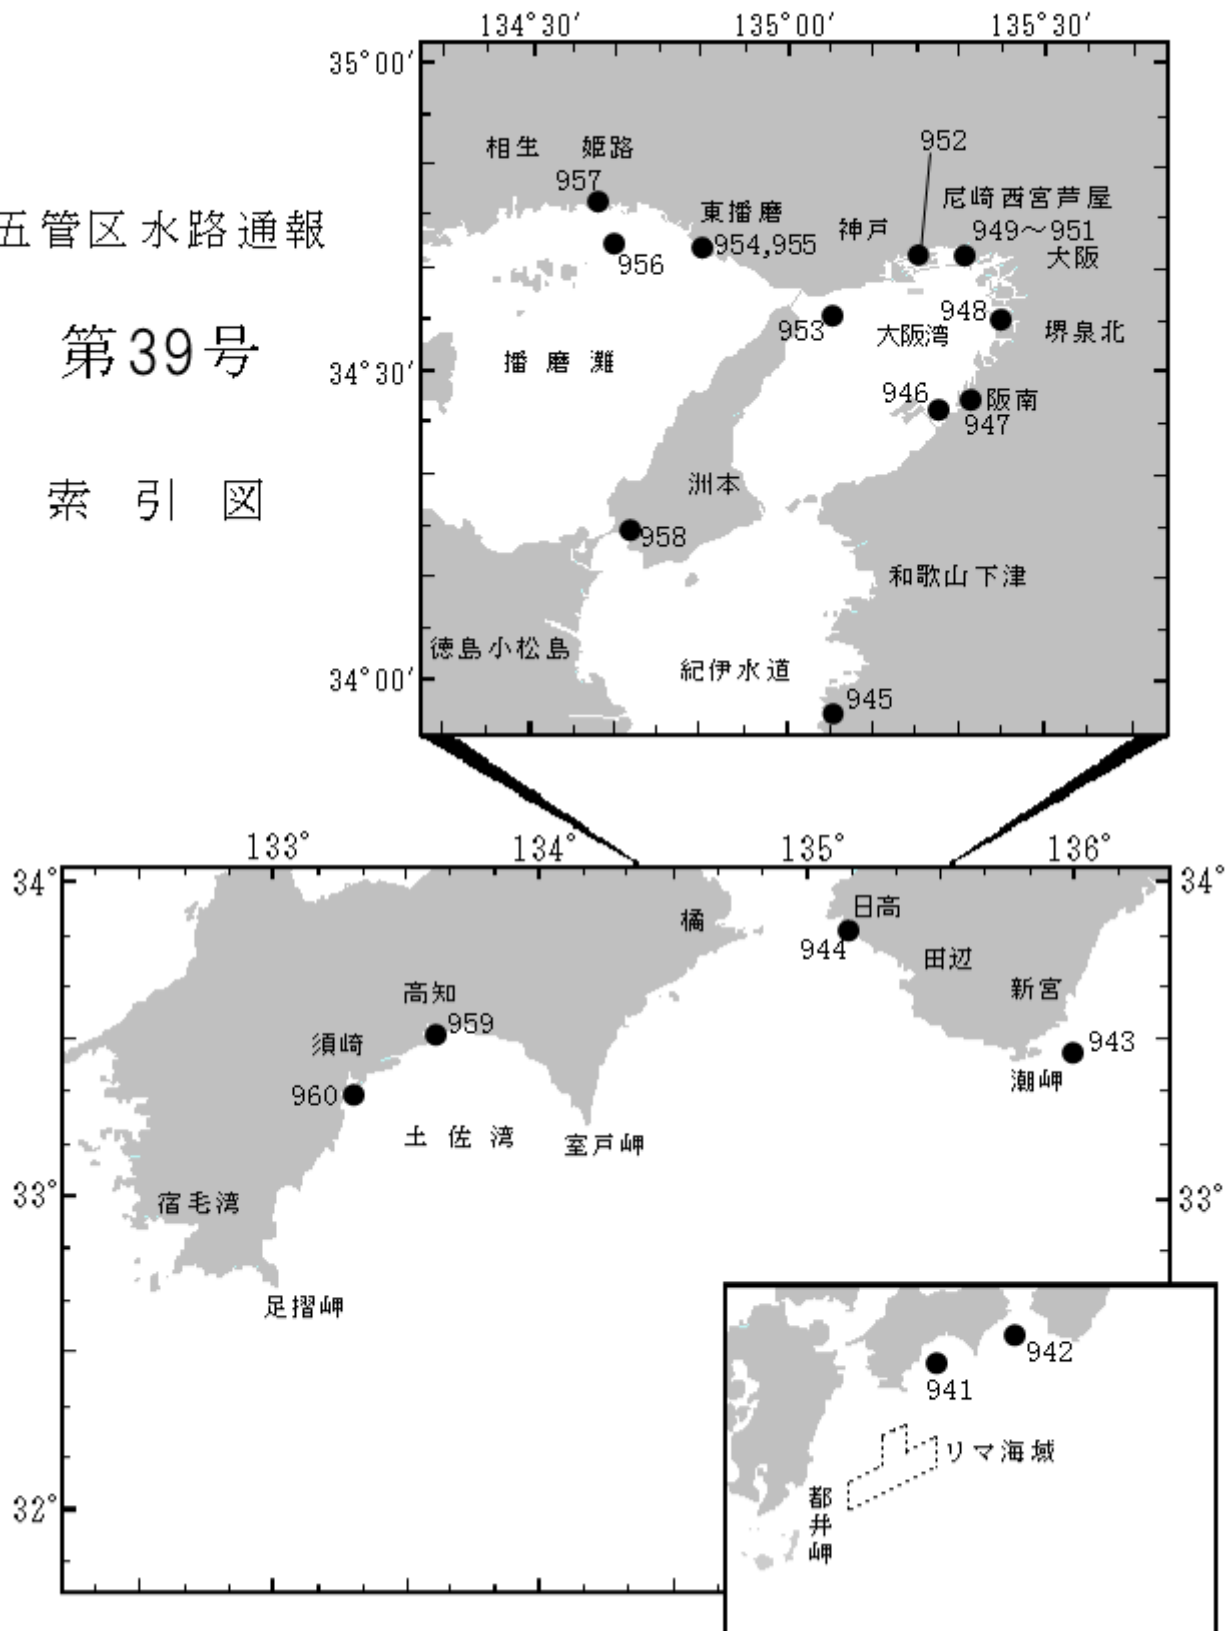 134°30′ 135°00′ 135°30′
35°00′
相生 姫路
957
952
尼崎西宮芦屋
949～951
東播磨
954,955
神戸
大阪
五管区水路通報
956
953
大阪湾
948
堺泉北
第39号
播磨灘
34°30′
946
阪南
947
索引図
洲本
958
和歌山下津
徳島小松島
紀伊水道
34°00′
945
133° 134° 135° 136°
34° 34°
橘
日高
944
田辺
高知
新宮
959
須崎
943
潮岬
960
土佐湾
室戸岬
33° 33°
宿毛湾
足摺岬
942
941
リマ海域
都井岬
32°